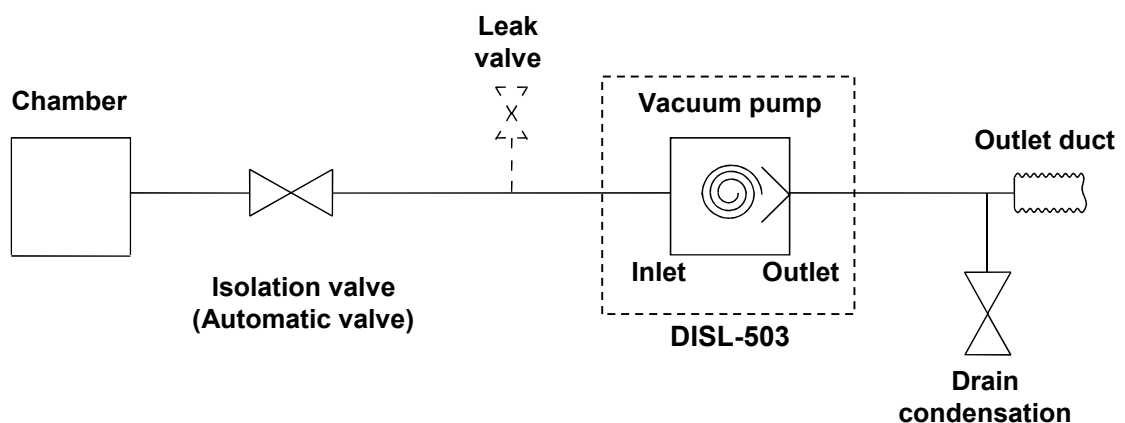 Leak
valve
Chamber
Vacuum pump
Outlet duct
Inlet
Outlet
Isolation valve
(Automatic valve)
DISL-503
Drain
condensation